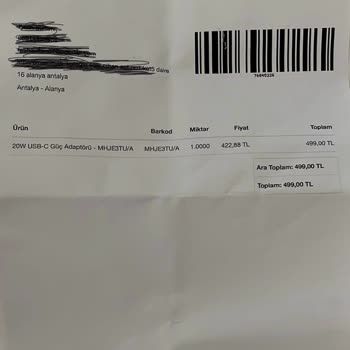 daire
16 alanya antalya
Antalya - Alanya
Ürün Barkod Miktar Fiyat Toplam
20W USB-C Güç Adaptörü - MHJE3TU/A MHJE3TU/A 1.0000 422,88 TL 499,00 TL
Ara Toplam: 499,00 TL
Toplam: 499,00 TL